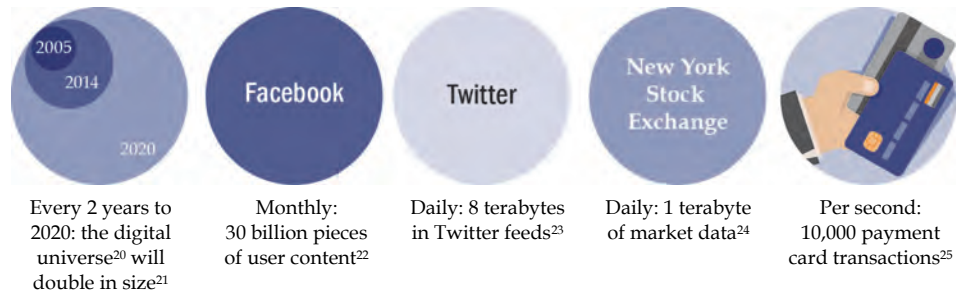 2005
2014
2020
Facebook
Twitter
New York
Stock
Exchange
Every 2 years to
2020: the digital
universe²⁰ will
double in size²¹
Monthly:
30 billion pieces
of user content²²
Daily: 8 terabytes
in Twitter feeds²³
Daily: 1 terabyte
of market data²⁴
Per second:
10,000 payment
card transactions²⁵